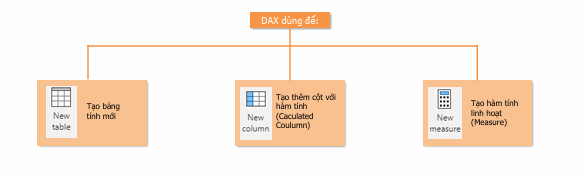 DAX dùng để:
New
table
Tạo bảng
tính mới
New
column
Tạo thêm cột với
hàm tính
(Caculated
Coulumn)
New
measure
Tạo hàm tính
linh hoạt
(Measure)